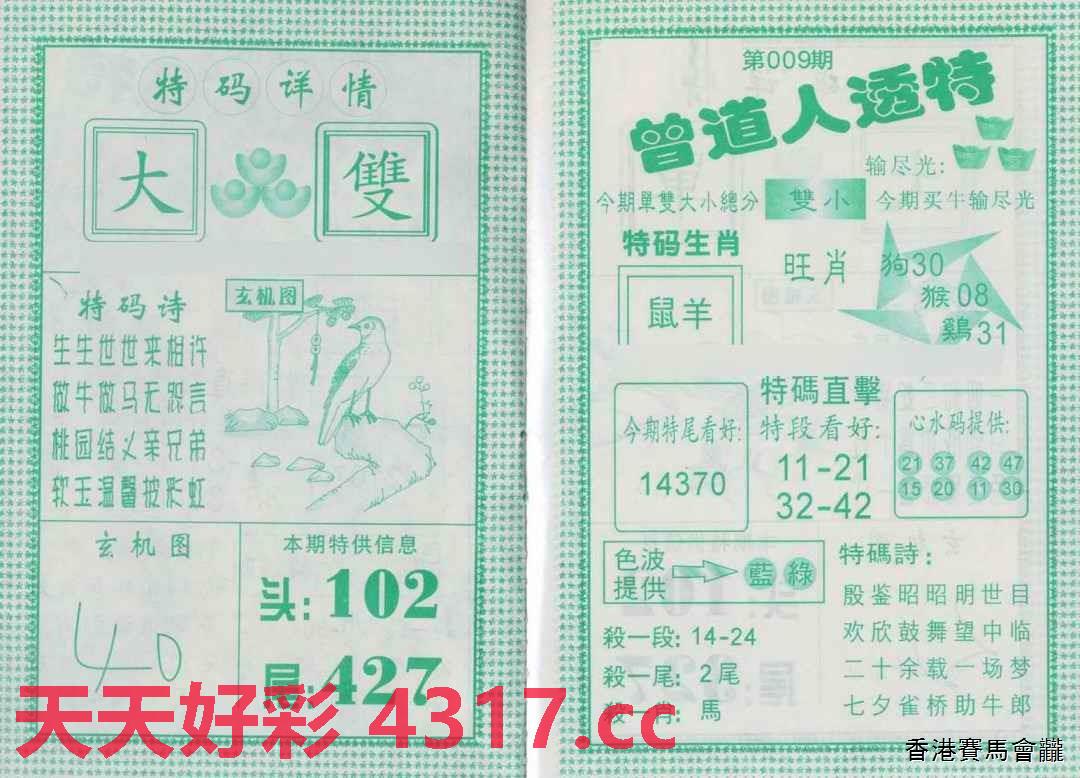 特码详情
大
雙
特码诗
生生世世来相许
做牛做马无怨言
桃园结义亲兄弟
软玉温馨披彩虹
玄机图
玄机图
40
本期特供信息
头: 102
尾: 427
第009期
曾道人透特
输尽光:
今期單雙大小總分
雙小
今期买牛输尽光
特码生肖
鼠羊
旺肖
狗30
猴08
鷄31
今期特尾看好:
14370
特碼直擊
特段看好:
11-21
32-42
心水码提供:
21 37 42 47
15 20 11 30
色波
提供
藍 綠
殺一段: 14-24
殺一尾: 2尾
殺一肖: 馬
特碼詩:
殷鉴昭昭明世目
欢欣鼓舞望中临
二十余载一场梦
七夕雀桥助牛郎
天天好彩 4317.cc
香港賽馬會